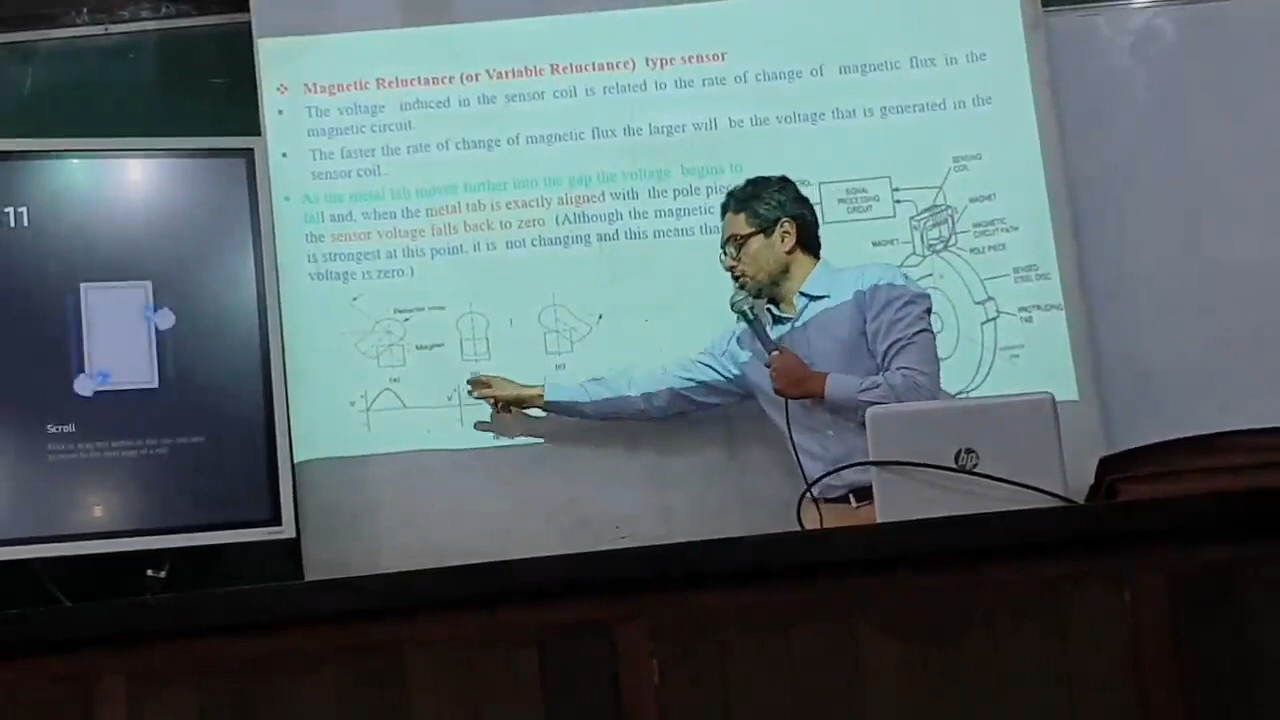 11
Scroll
❖ Magnetic Reluctance (or Variable Reluctance) type sensor
▪ The voltage induced in the sensor coil is related to the rate of change of magnetic flux in the
magnetic circuit.
▪ The faster the rate of change of magnetic flux the larger will be the voltage that is generated in the
sensor coil..
▪ As the metal tab moves further into the gap the voltage begins to
fall and, when the metal tab is exactly aligned with the pole piec
the sensor voltage falls back to zero (Although the magnetic
is strongest at this point, it is not changing and this means tha
voltage is zero.)
Magnet
(a)
(c)
V
V
SIGNAL
PROCESSING
CIRCUIT
SENSING
COIL
MAGNET
MAGNETIC
CIRCUIT PATH
MAGNET
POLE PIECE
SENSED
STEEL DISC
PROTRUDING
TAB
hp